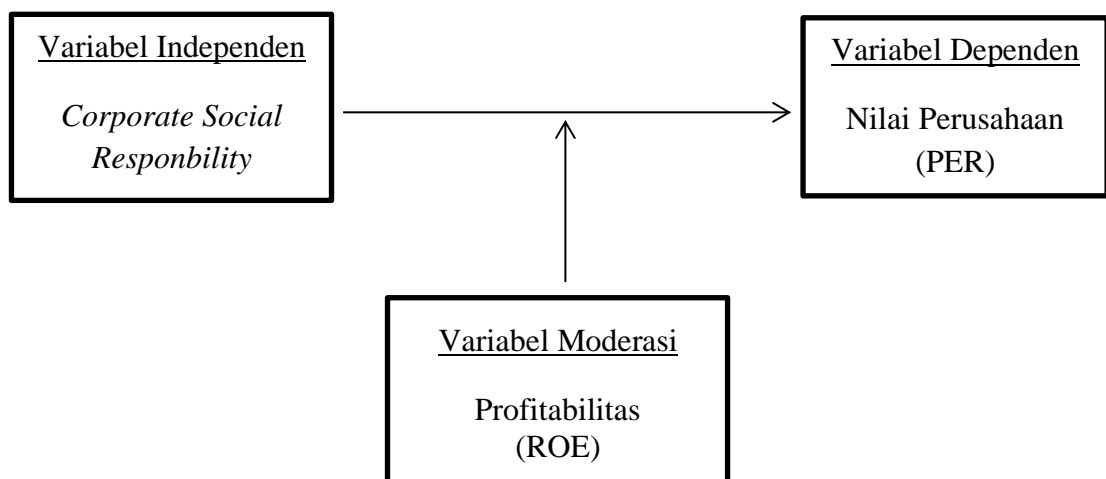 Variabel Independen
Corporate Social
Responbility
Variabel Dependen
Nilai Perusahaan
(PER)
Variabel Moderasi
Profitabilitas
(ROE)